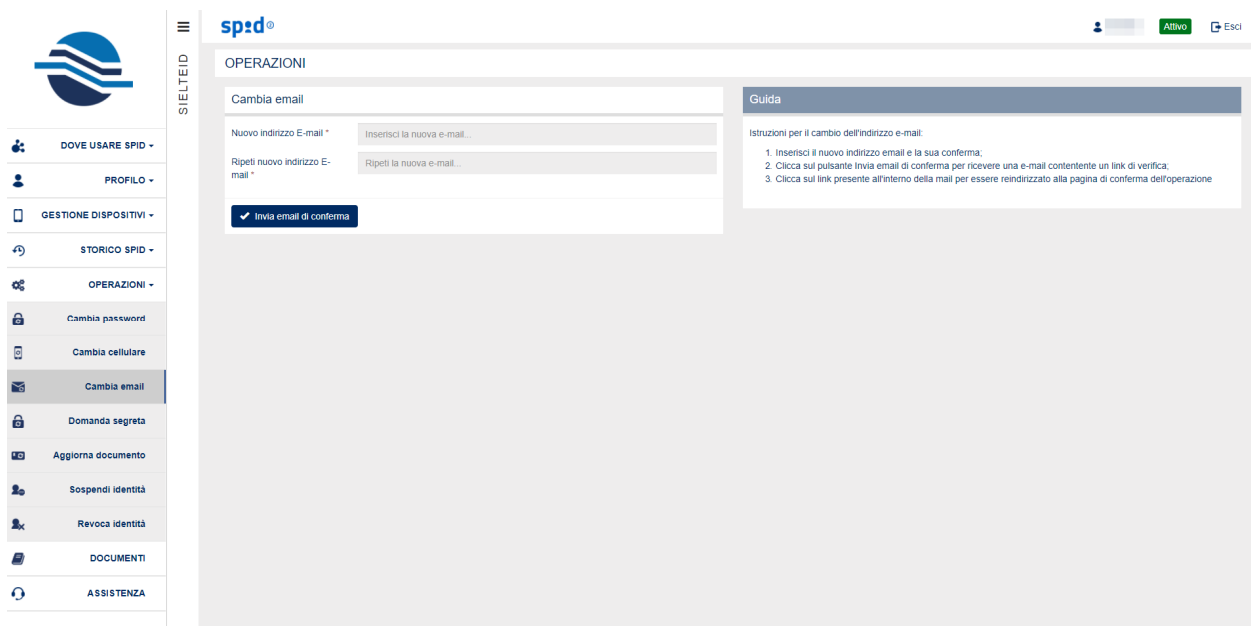 SIELTEID
spid
Attivo
Esci
DOVE USARE SPID
PROFILO
GESTIONE DISPOSITIVI
STORICO SPID
OPERAZIONI
Cambia password
Cambia cellulare
Cambia email
Domanda segreta
Aggiorna documento
Sospendi identità
Revoca identità
DOCUMENTI
ASSISTENZA
OPERAZIONI
Cambia email
Nuovo indirizzo E-mail *
Inserisci la nuova e-mail...
Ripeti nuovo indirizzo E-
mail *
Ripeti la nuova e-mail...
Invia email di conferma
Guida
Istruzioni per il cambio dell'indirizzo e-mail:
1. Inserisci il nuovo indirizzo email e la sua conferma;
2. Clicca sul pulsante Invia email di conferma per ricevere una e-mail contentente un link di verifica;
3. Clicca sul link presente all'interno della mail per essere reindirizzato alla pagina di conferma dell'operazione